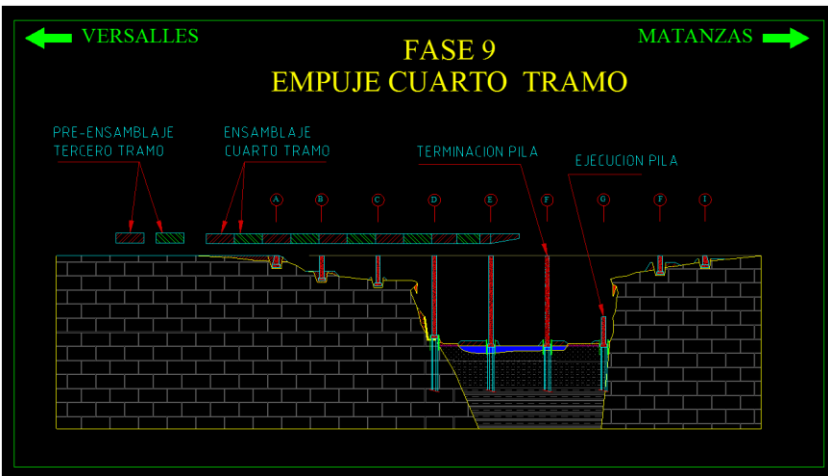 VERSALLES
MATANZAS
FASE 9
EMPUJE CUARTO TRAMO
PRE-ENSAMBLAJE
TERCERO TRAMO
ENSAMBLAJE
CUARTO TRAMO
TERMINACION PILA
EJECUCION PILA
A B C D E F G F I